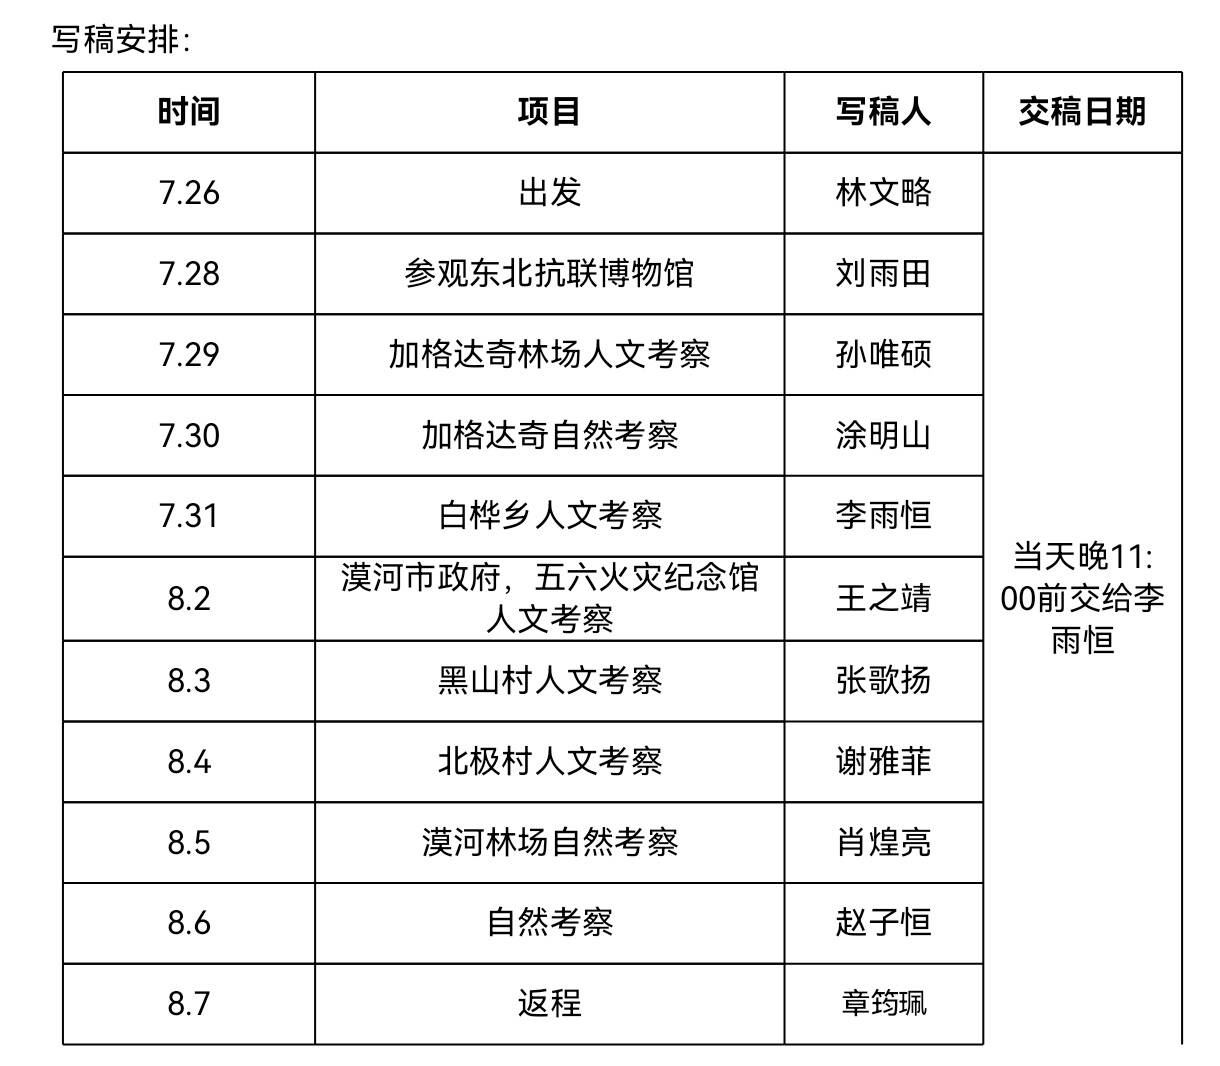 写稿安排：
时间 项目 写稿人 交稿日期
7.26 出发 林文略
7.28 参观东北抗联博物馆 刘雨田
7.29 加格达奇林场人文考察 孙唯硕
7.30 加格达奇自然考察 涂明山
7.31 白桦乡人文考察 李雨恒
当天晚11:
00前交给李
雨恒
8.2 漠河市政府，五六火灾纪念馆
人文考察 王之靖
8.3 黑山村人文考察 张歌扬
8.4 北极村人文考察 谢雅菲
8.5 漠河林场自然考察 肖煌亮
8.6 自然考察 赵子恒
8.7 返程 章筠珮